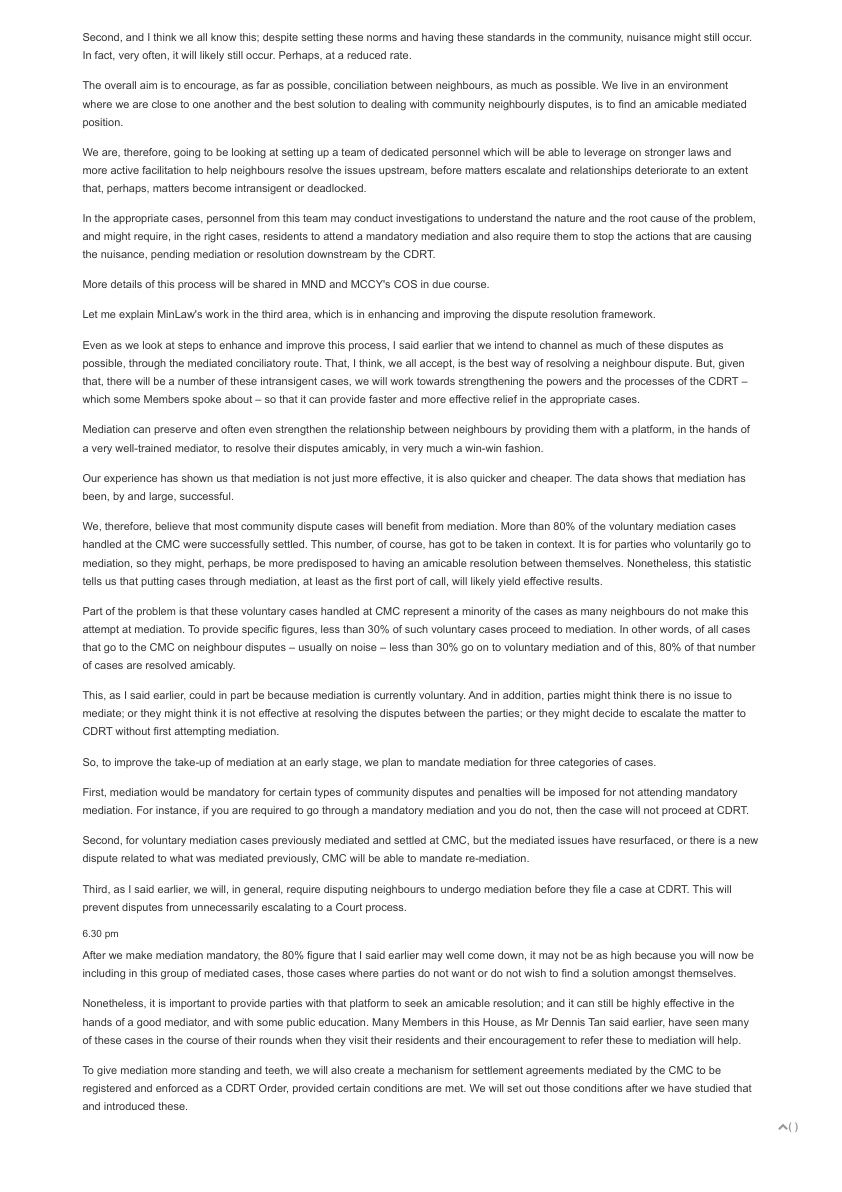 Second, and I think we all know this; despite setting these norms and having these standards in the community, nuisance might still occur.
In fact, very often, it will likely still occur. Perhaps, at a reduced rate.
The overall aim is to encourage, as far as possible, conciliation between neighbours, as much as possible. We live in an environment
where we are close to one another and the best solution to dealing with community neighbourly disputes, is to find an amicable mediated
position.
We are, therefore, going to be looking at setting up a team of dedicated personnel which will be able to leverage on stronger laws and
more active facilitation to help neighbours resolve the issues upstream, before matters escalate and relationships deteriorate to an extent
that, perhaps, matters become intransigent or deadlocked.
In the appropriate cases, personnel from this team may conduct investigations to understand the nature and the root cause of the problem,
and might require, in the right cases, residents to attend a mandatory mediation and also require them to stop the actions that are causing
the nuisance, pending mediation or resolution downstream by the CDRT.
More details of this process will be shared in MND and MCCY's COS in due course.
Let me explain MinLaw's work in the third area, which is in enhancing and improving the dispute resolution framework.
Even as we look at steps to enhance and improve this process, I said earlier that we intend to channel as much of these disputes as
possible, through the mediated conciliatory route. That, I think, we all accept, is the best way of resolving a neighbour dispute. But, given
that, there will be a number of these intransigent cases, we will work towards strengthening the powers and the processes of the CDRT –
which some Members spoke about – so that it can provide faster and more effective relief in the appropriate cases.
Mediation can preserve and often even strengthen the relationship between neighbours by providing them with a platform, in the hands of
a very well-trained mediator, to resolve their disputes amicably, in very much a win-win fashion.
Our experience has shown us that mediation is not just more effective, it is also quicker and cheaper. The data shows that mediation has
been, by and large, successful.
We, therefore, believe that most community dispute cases will benefit from mediation. More than 80% of the voluntary mediation cases
handled at the CMC were successfully settled. This number, of course, has got to be taken in context. It is for parties who voluntarily go to
mediation, so they might, perhaps, be more predisposed to having an amicable resolution between themselves. Nonetheless, this statistic
tells us that putting cases through mediation, at least as the first port of call, will likely yield effective results.
Part of the problem is that these voluntary cases handled at CMC represent a minority of the cases as many neighbours do not make this
attempt at mediation. To provide specific figures, less than 30% of such voluntary cases proceed to mediation. In other words, of all cases
that go to the CMC on neighbour disputes – usually on noise – less than 30% go on to voluntary mediation and of this, 80% of that number
of cases are resolved amicably.
This, as I said earlier, could in part be because mediation is currently voluntary. And in addition, parties might think there is no issue to
mediate; or they might think it is not effective at resolving the disputes between the parties; or they might decide to escalate the matter to
CDRT without first attempting mediation.
So, to improve the take-up of mediation at an early stage, we plan to mandate mediation for three categories of cases.
First, mediation would be mandatory for certain types of community disputes and penalties will be imposed for not attending mandatory
mediation. For instance, if you are required to go through a mandatory mediation and you do not, then the case will not proceed at CDRT.
Second, for voluntary mediation cases previously mediated and settled at CMC, but the mediated issues have resurfaced, or there is a new
dispute related to what was mediated previously, CMC will be able to mandate re-mediation.
Third, as I said earlier, we will, in general, require disputing neighbours to undergo mediation before they file a case at CDRT. This will
prevent disputes from unnecessarily escalating to a Court process.
6.30 pm
After we make mediation mandatory, the 80% figure that I said earlier may well come down, it may not be as high because you will now be
including in this group of mediated cases, those cases where parties do not want or do not wish to find a solution amongst themselves.
Nonetheless, it is important to provide parties with that platform to seek an amicable resolution; and it can still be highly effective in the
hands of a good mediator, and with some public education. Many Members in this House, as Mr Dennis Tan said earlier, have seen many
of these cases in the course of their rounds when they visit their residents and their encouragement to refer these to mediation will help.
To give mediation more standing and teeth, we will also create a mechanism for settlement agreements mediated by the CMC to be
registered and enforced as a CDRT Order, provided certain conditions are met. We will set out those conditions after we have studied that
and introduced these.
( )